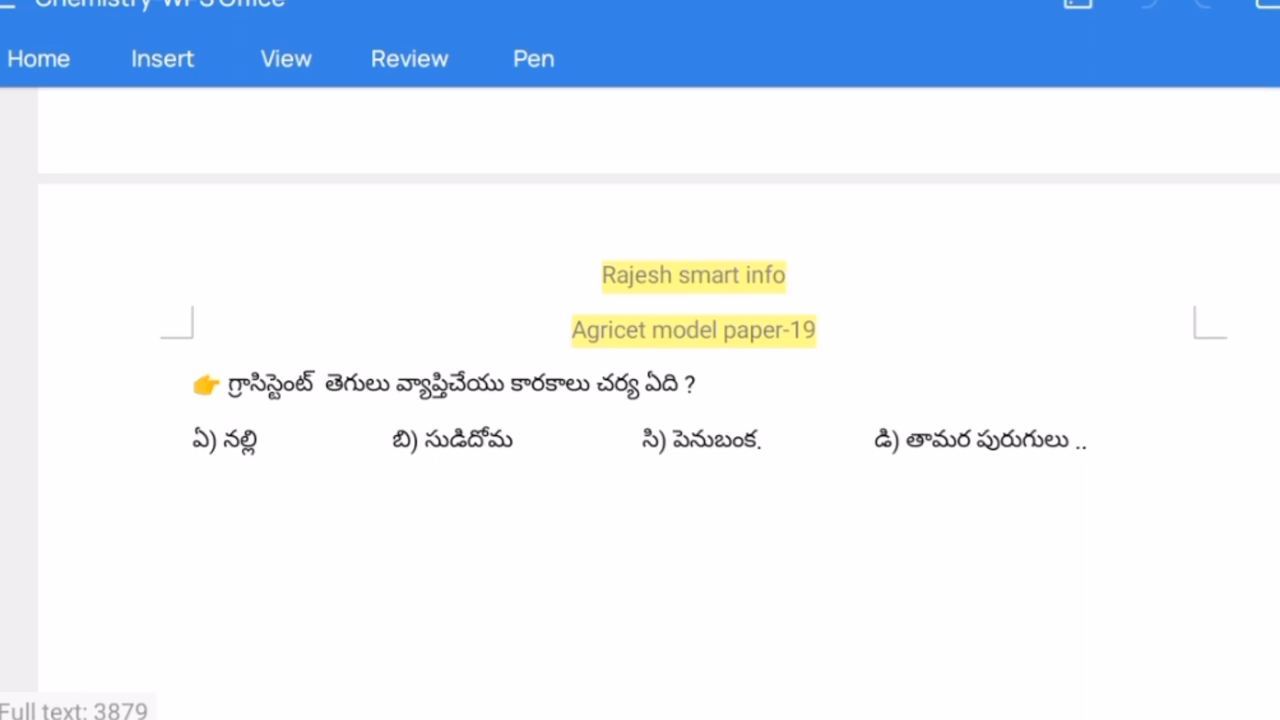 Chemistry-WPS Office
Home Insert View Review Pen
Rajesh smart info
Agricet model paper-19
👉 గ్రాసిస్టెంట్ తెగులు వ్యాప్తిచేయు కారకాలు చర్య ఏది ?
ఏ) నల్లి బి) సుడిదోమ సి) పెనుబంక. డి) తామర పురుగులు ..
Full text: 3879